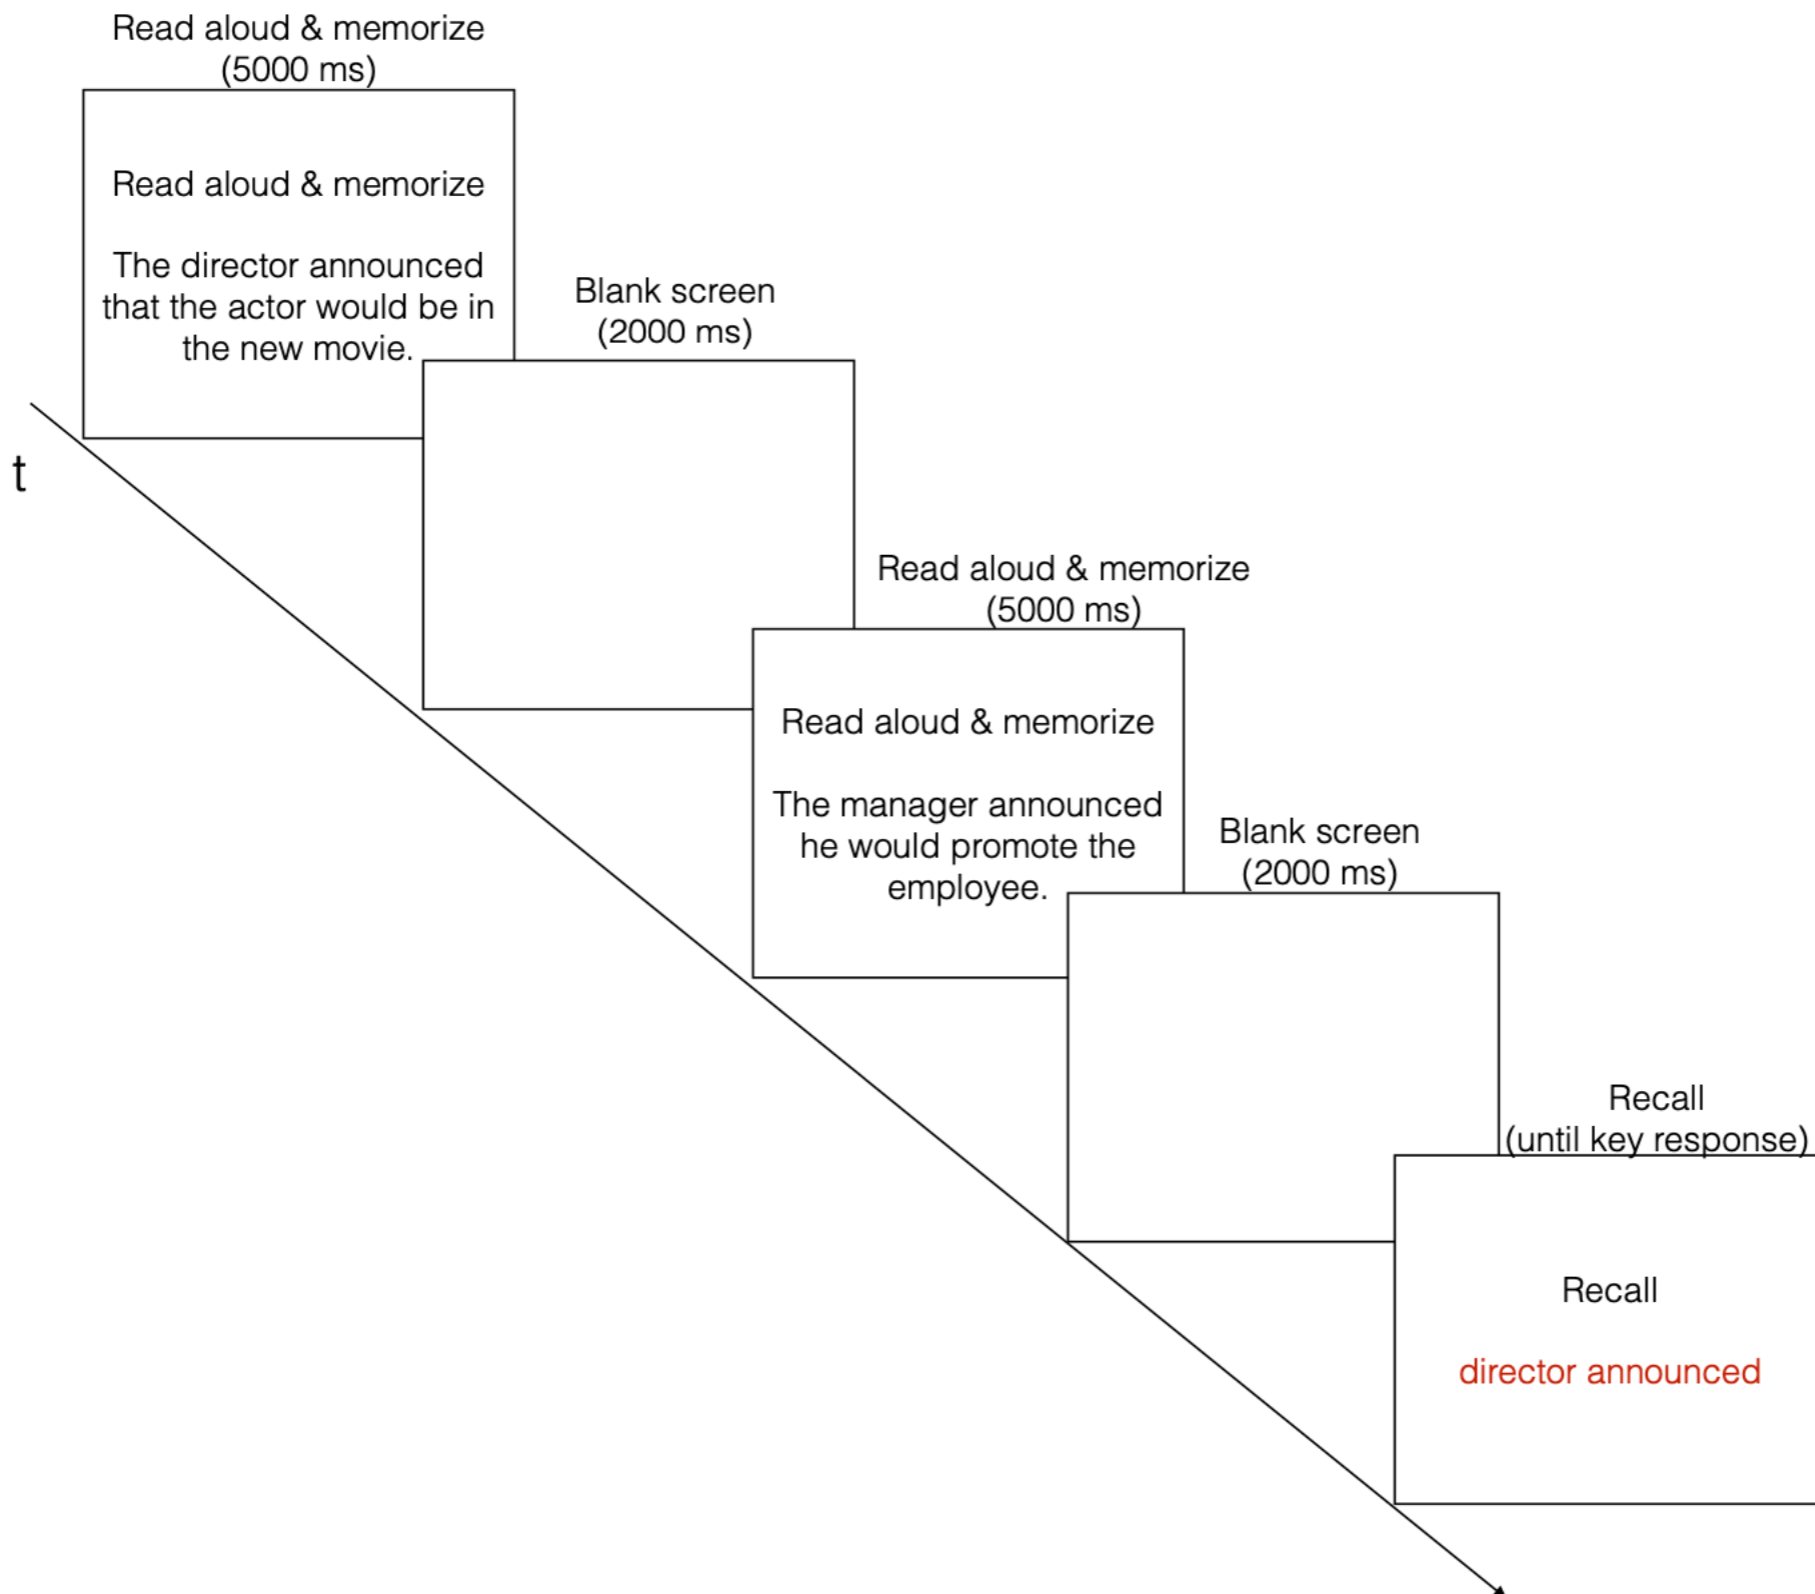 Read aloud & memorize
(5000 ms)
Read aloud & memorize
The director announced
that the actor would be in
the new movie.
Blank screen
(2000 ms)
t
Read aloud & memorize
(5000 ms)
Read aloud & memorize
The manager announced
he would promote the
employee.
Blank screen
(2000 ms)
Recall
(until key response)
Recall
director announced